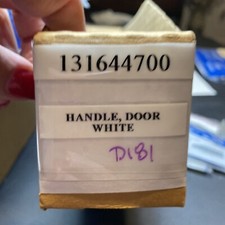 131644700
HANDLE, DOOR
WHITE
D181